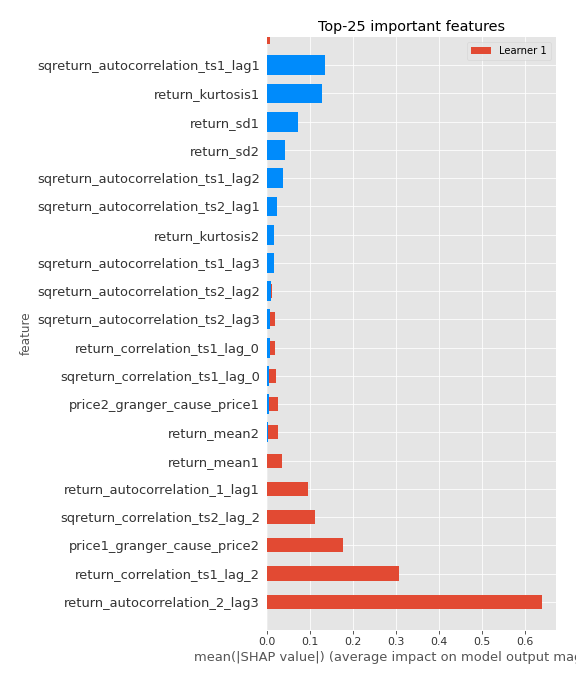 Top-25 important features
Learner 1
sqreturn_autocorrelation_ts1_lag1
return_kurtosis1
return_sd1
return_sd2
sqreturn_autocorrelation_ts1_lag2
sqreturn_autocorrelation_ts2_lag1
return_kurtosis2
sqreturn_autocorrelation_ts1_lag3
sqreturn_autocorrelation_ts2_lag2
sqreturn_autocorrelation_ts2_lag3
return_correlation_ts1_lag_0
sqreturn_correlation_ts1_lag_0
price2_granger_cause_price1
return_mean2
return_mean1
return_autocorrelation_1_lag1
sqreturn_correlation_ts2_lag_2
price1_granger_cause_price2
return_correlation_ts1_lag_2
return_autocorrelation_2_lag3
feature
0.0 0.1 0.2 0.3 0.4 0.5 0.6
mean(|SHAP value|) (average impact on model output mag